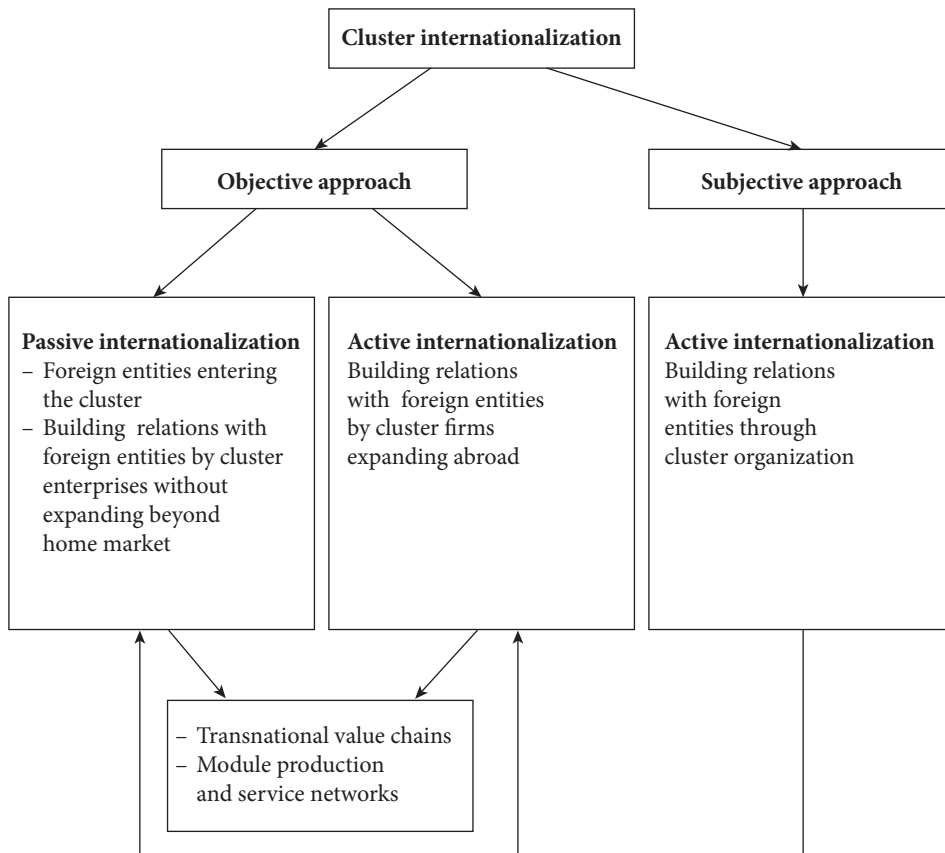 Cluster internationalization
Objective approach
Subjective approach
Passive internationalization
– Foreign entities entering
the cluster
– Building relations with
foreign entities by cluster
enterprises without
expanding beyond
home market
Active internationalization
Building relations
with foreign entities
by cluster firms
expanding abroad
Active internationalization
Building relations
with foreign
entities through
cluster organization
– Transnational value chains
– Module production
and service networks